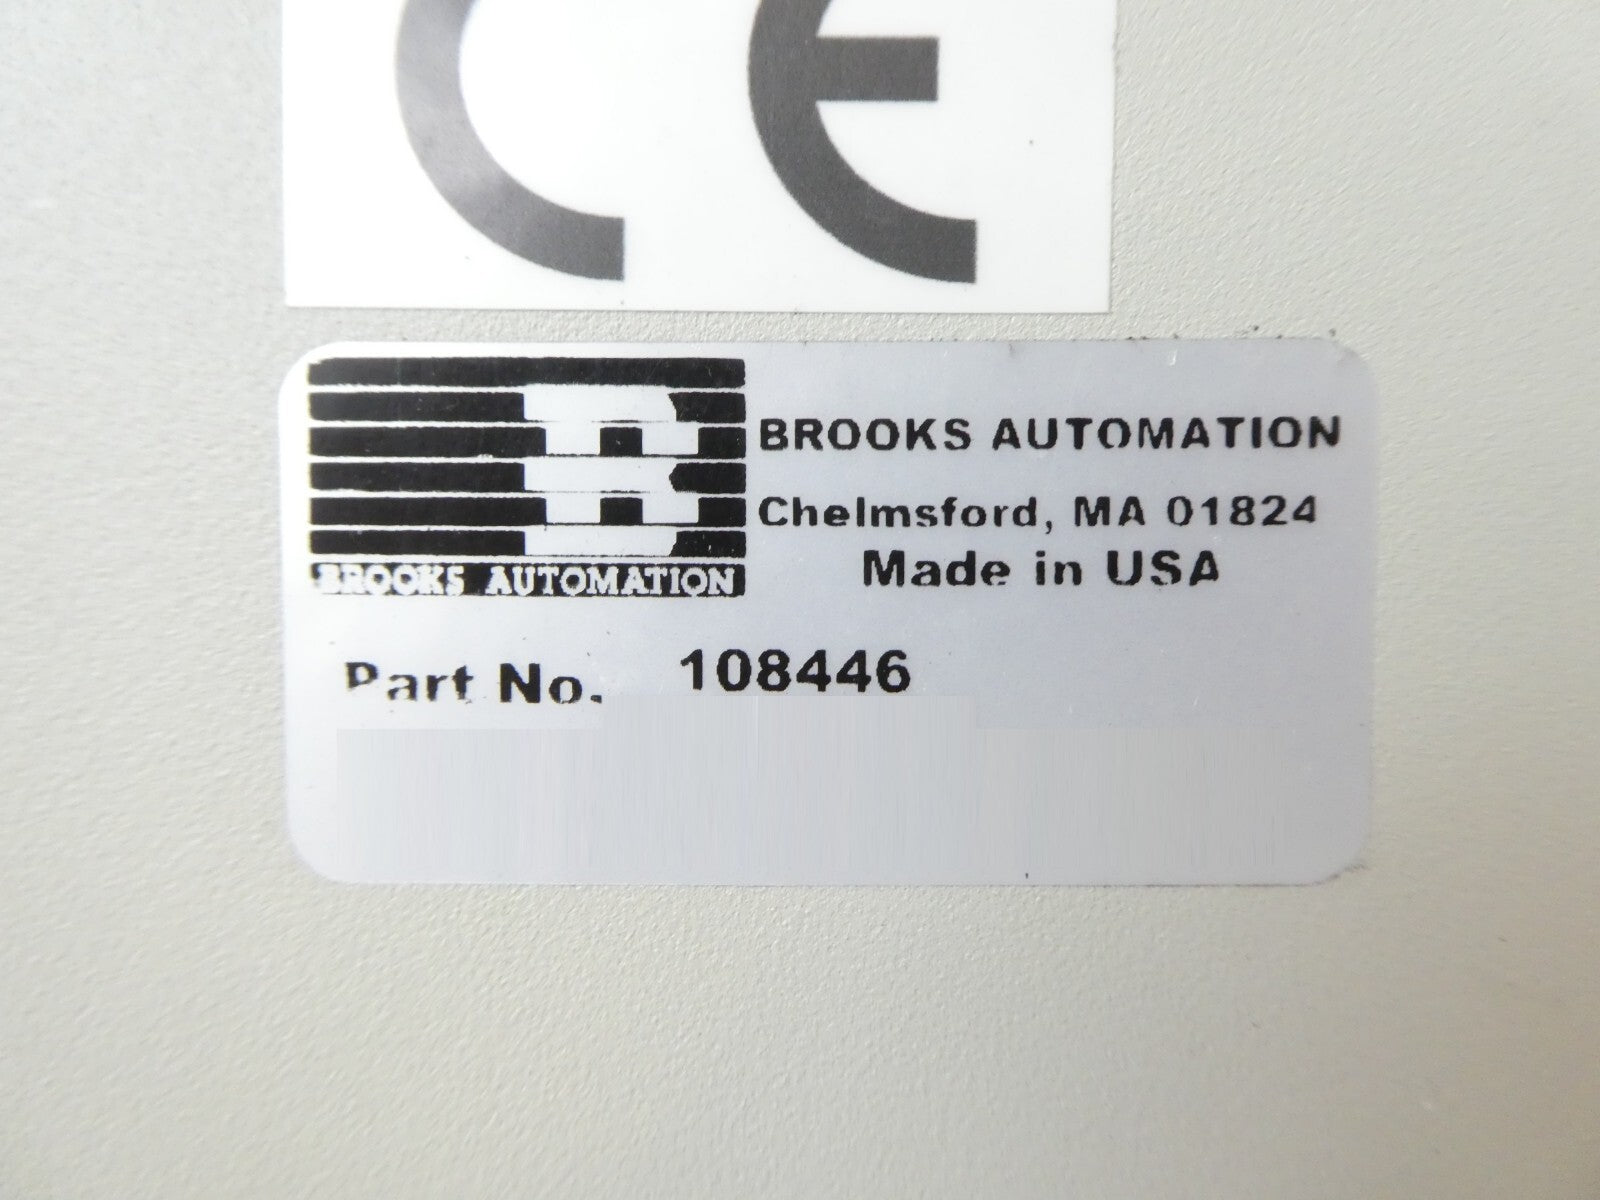 CE
BROOKS AUTOMATION
BROOKS AUTOMATION
Chelmsford, MA 01824
Made in USA
Part No. 108446